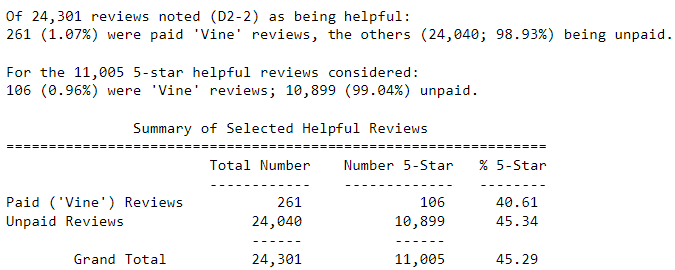 Of 24,301 reviews noted (D2-2) as being helpful:
261 (1.07%) were paid 'Vine' reviews, the others (24,040; 98.93%) being unpaid.
For the 11,005 5-star helpful reviews considered:
106 (0.96%) were 'Vine' reviews; 10,899 (99.04%) unpaid.
Summary of Selected Helpful Reviews
================================================================
Total Number    Number 5-Star   % 5-Star
------------    -------------   --------
Paid ('Vine') Reviews           261              106      40.61
Unpaid Reviews               24,040           10,899      45.34
------           ------
Grand Total          24,301           11,005      45.29